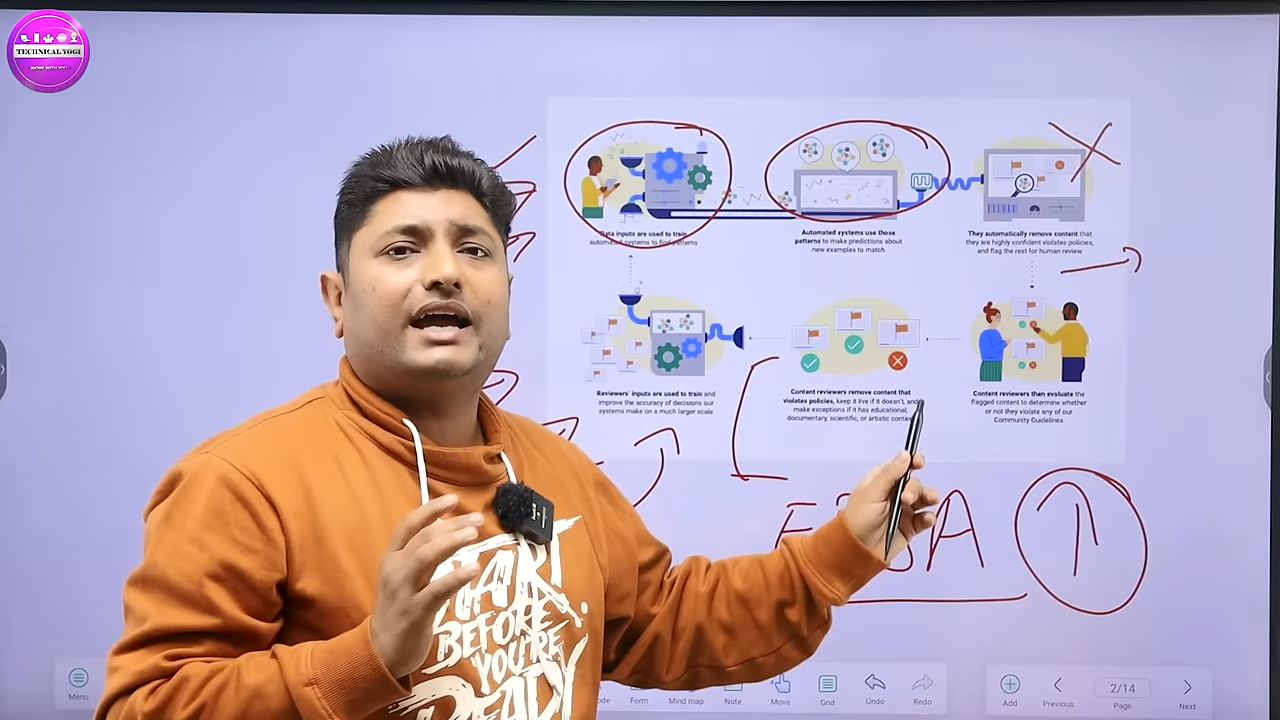 TECHNICAL YOGI
Data inputs are used to train
automated systems to find patterns
Automated systems use those
patterns to make predictions about
new examples to match
They automatically remove content that
they are highly confident violates policies,
and flag the rest for human review
Reviewers' inputs are used to train and
improve the accuracy of decisions our
systems make on a much larger scale
Content reviewers remove content that
violates policies, keep it live if it doesn't, and
make exceptions if it has educational,
documentary, scientific, or artistic
Content reviewers then evaluate the
flagged content to determine whether
or not they violate any of our
Community Guidelines
START
BEFORE
YOU'RE
READY
Menu
Form
Mind map
Note
Move
Grid
Undo
Redo
Add
Previous
2/14
Page
Next